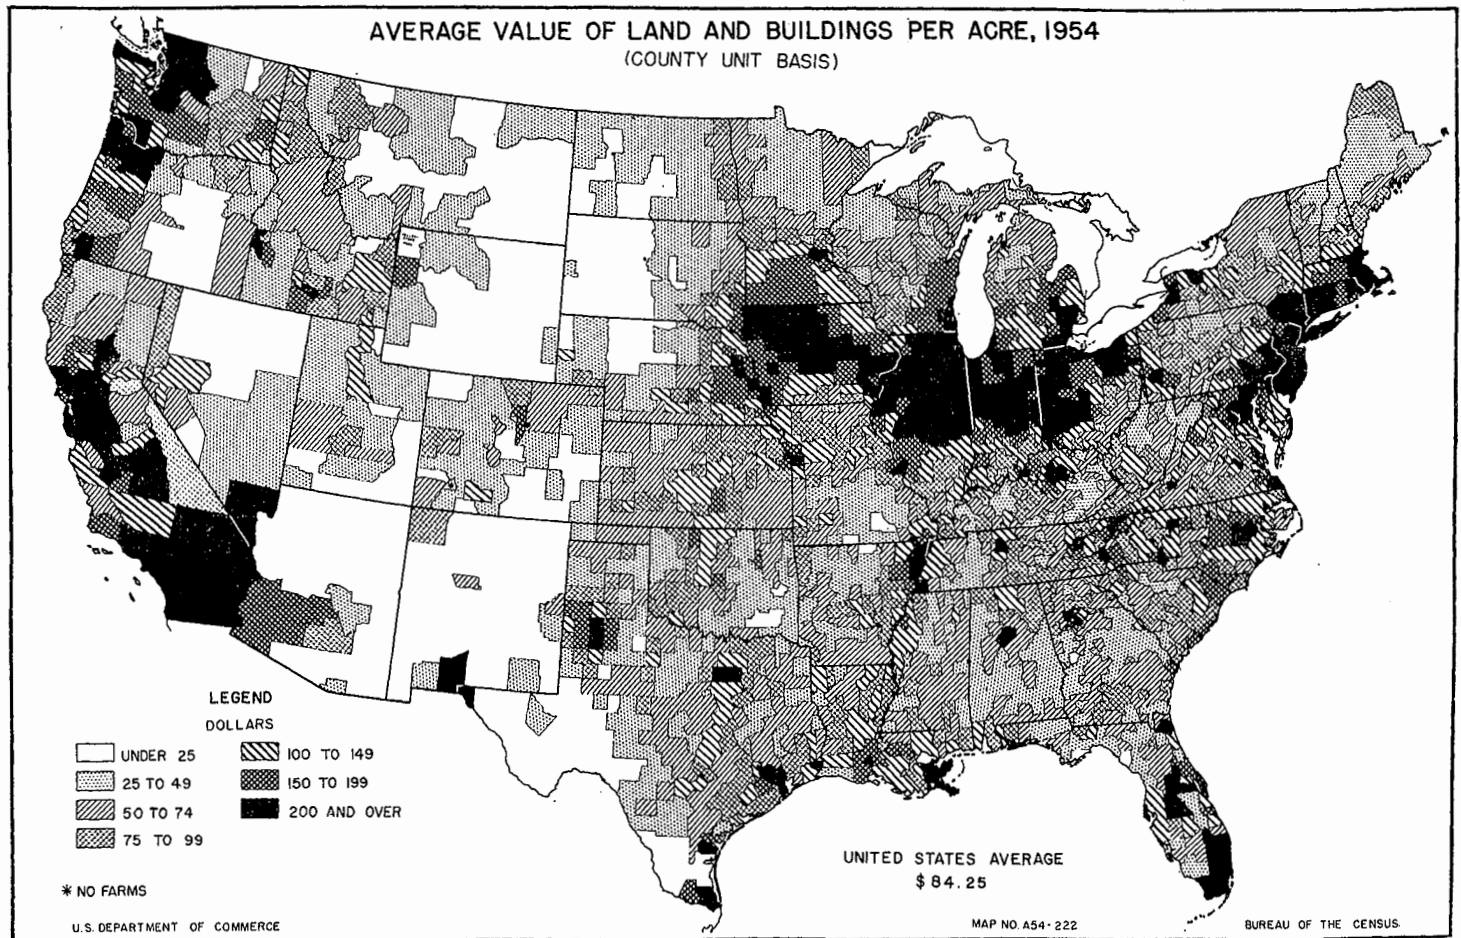 AVERAGE VALUE OF LAND AND BUILDINGS PER ACRE, 1954
(COUNTY UNIT BASIS)
LEGEND
DOLLARS
UNDER 25
25 TO 49
50 TO 74
75 TO 99
100 TO 149
150 TO 199
200 AND OVER
* NO FARMS
UNITED STATES AVERAGE
$84.25
U.S. DEPARTMENT OF COMMERCE
MAP NO. A54-222
BUREAU OF THE CENSUS